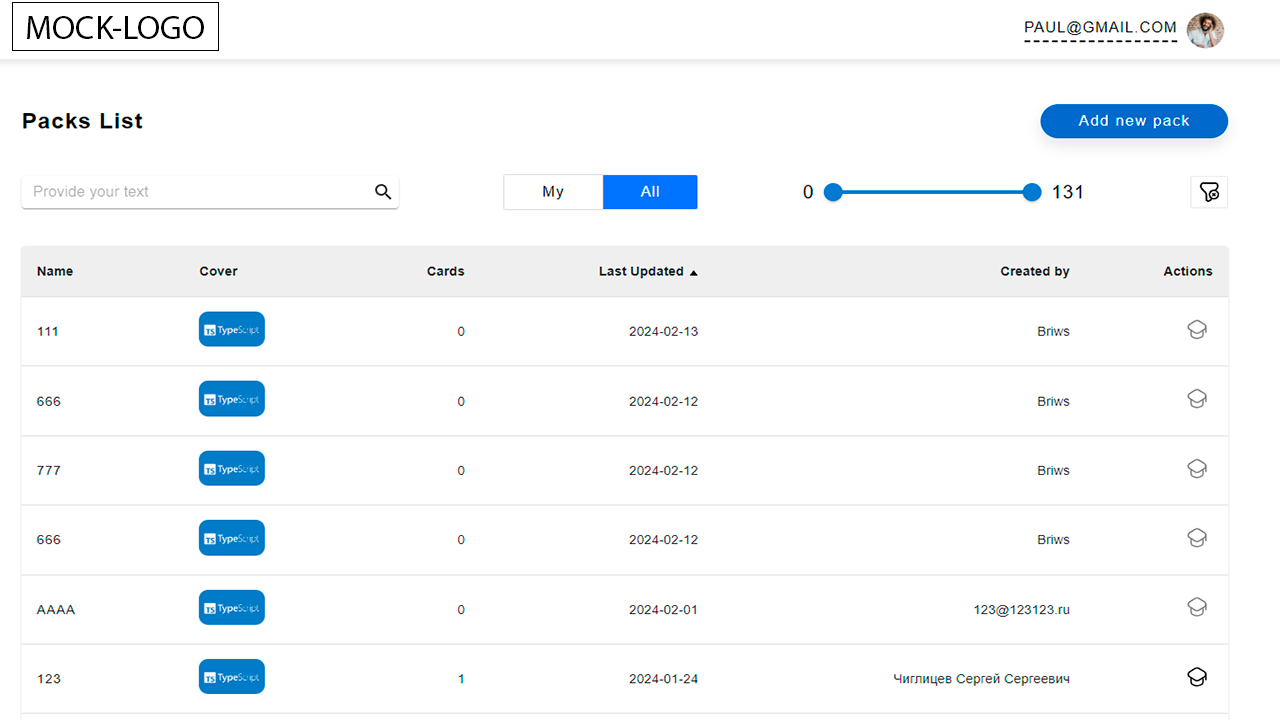 MOCK-LOGO
PAUL@GMAIL.COM
Packs List
Add new pack
Provide your text
My All
0 131
Name Cover Cards Last Updated Created by Actions
111 TS TypeScript 0 2024-02-13 Briws
666 TS TypeScript 0 2024-02-12 Briws
777 TS TypeScript 0 2024-02-12 Briws
666 TS TypeScript 0 2024-02-12 Briws
AAAA TS TypeScript 0 2024-02-01 123@123123.ru
123 TS TypeScript 1 2024-01-24 Чиглицев Сергей Сергеевич